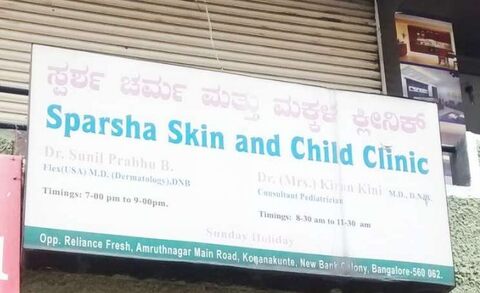 ಸ್ಪರ್ಶ ಚರ್ಮ ಮತ್ತು ಮಕ್ಕಳ ಕ್ಲೀನಿಕ್
Sparsha Skin and Child Clinic
Dr. Sunil Prabhu B.
Flex(USA) M.D. (Dermatology),DNB
Timings: 7-00 pm to 9-00pm.
Dr. (Mrs.) Kiran Kini M.D., D.N.B.
Consultant Pediattrician
Timings: 8-30 am to 11-30 am
Sunday Holiday
Opp. Reliance Fresh, Amruthnagar Main Road, Konanakunte, New Bank Colony, Bangalore-560 062.